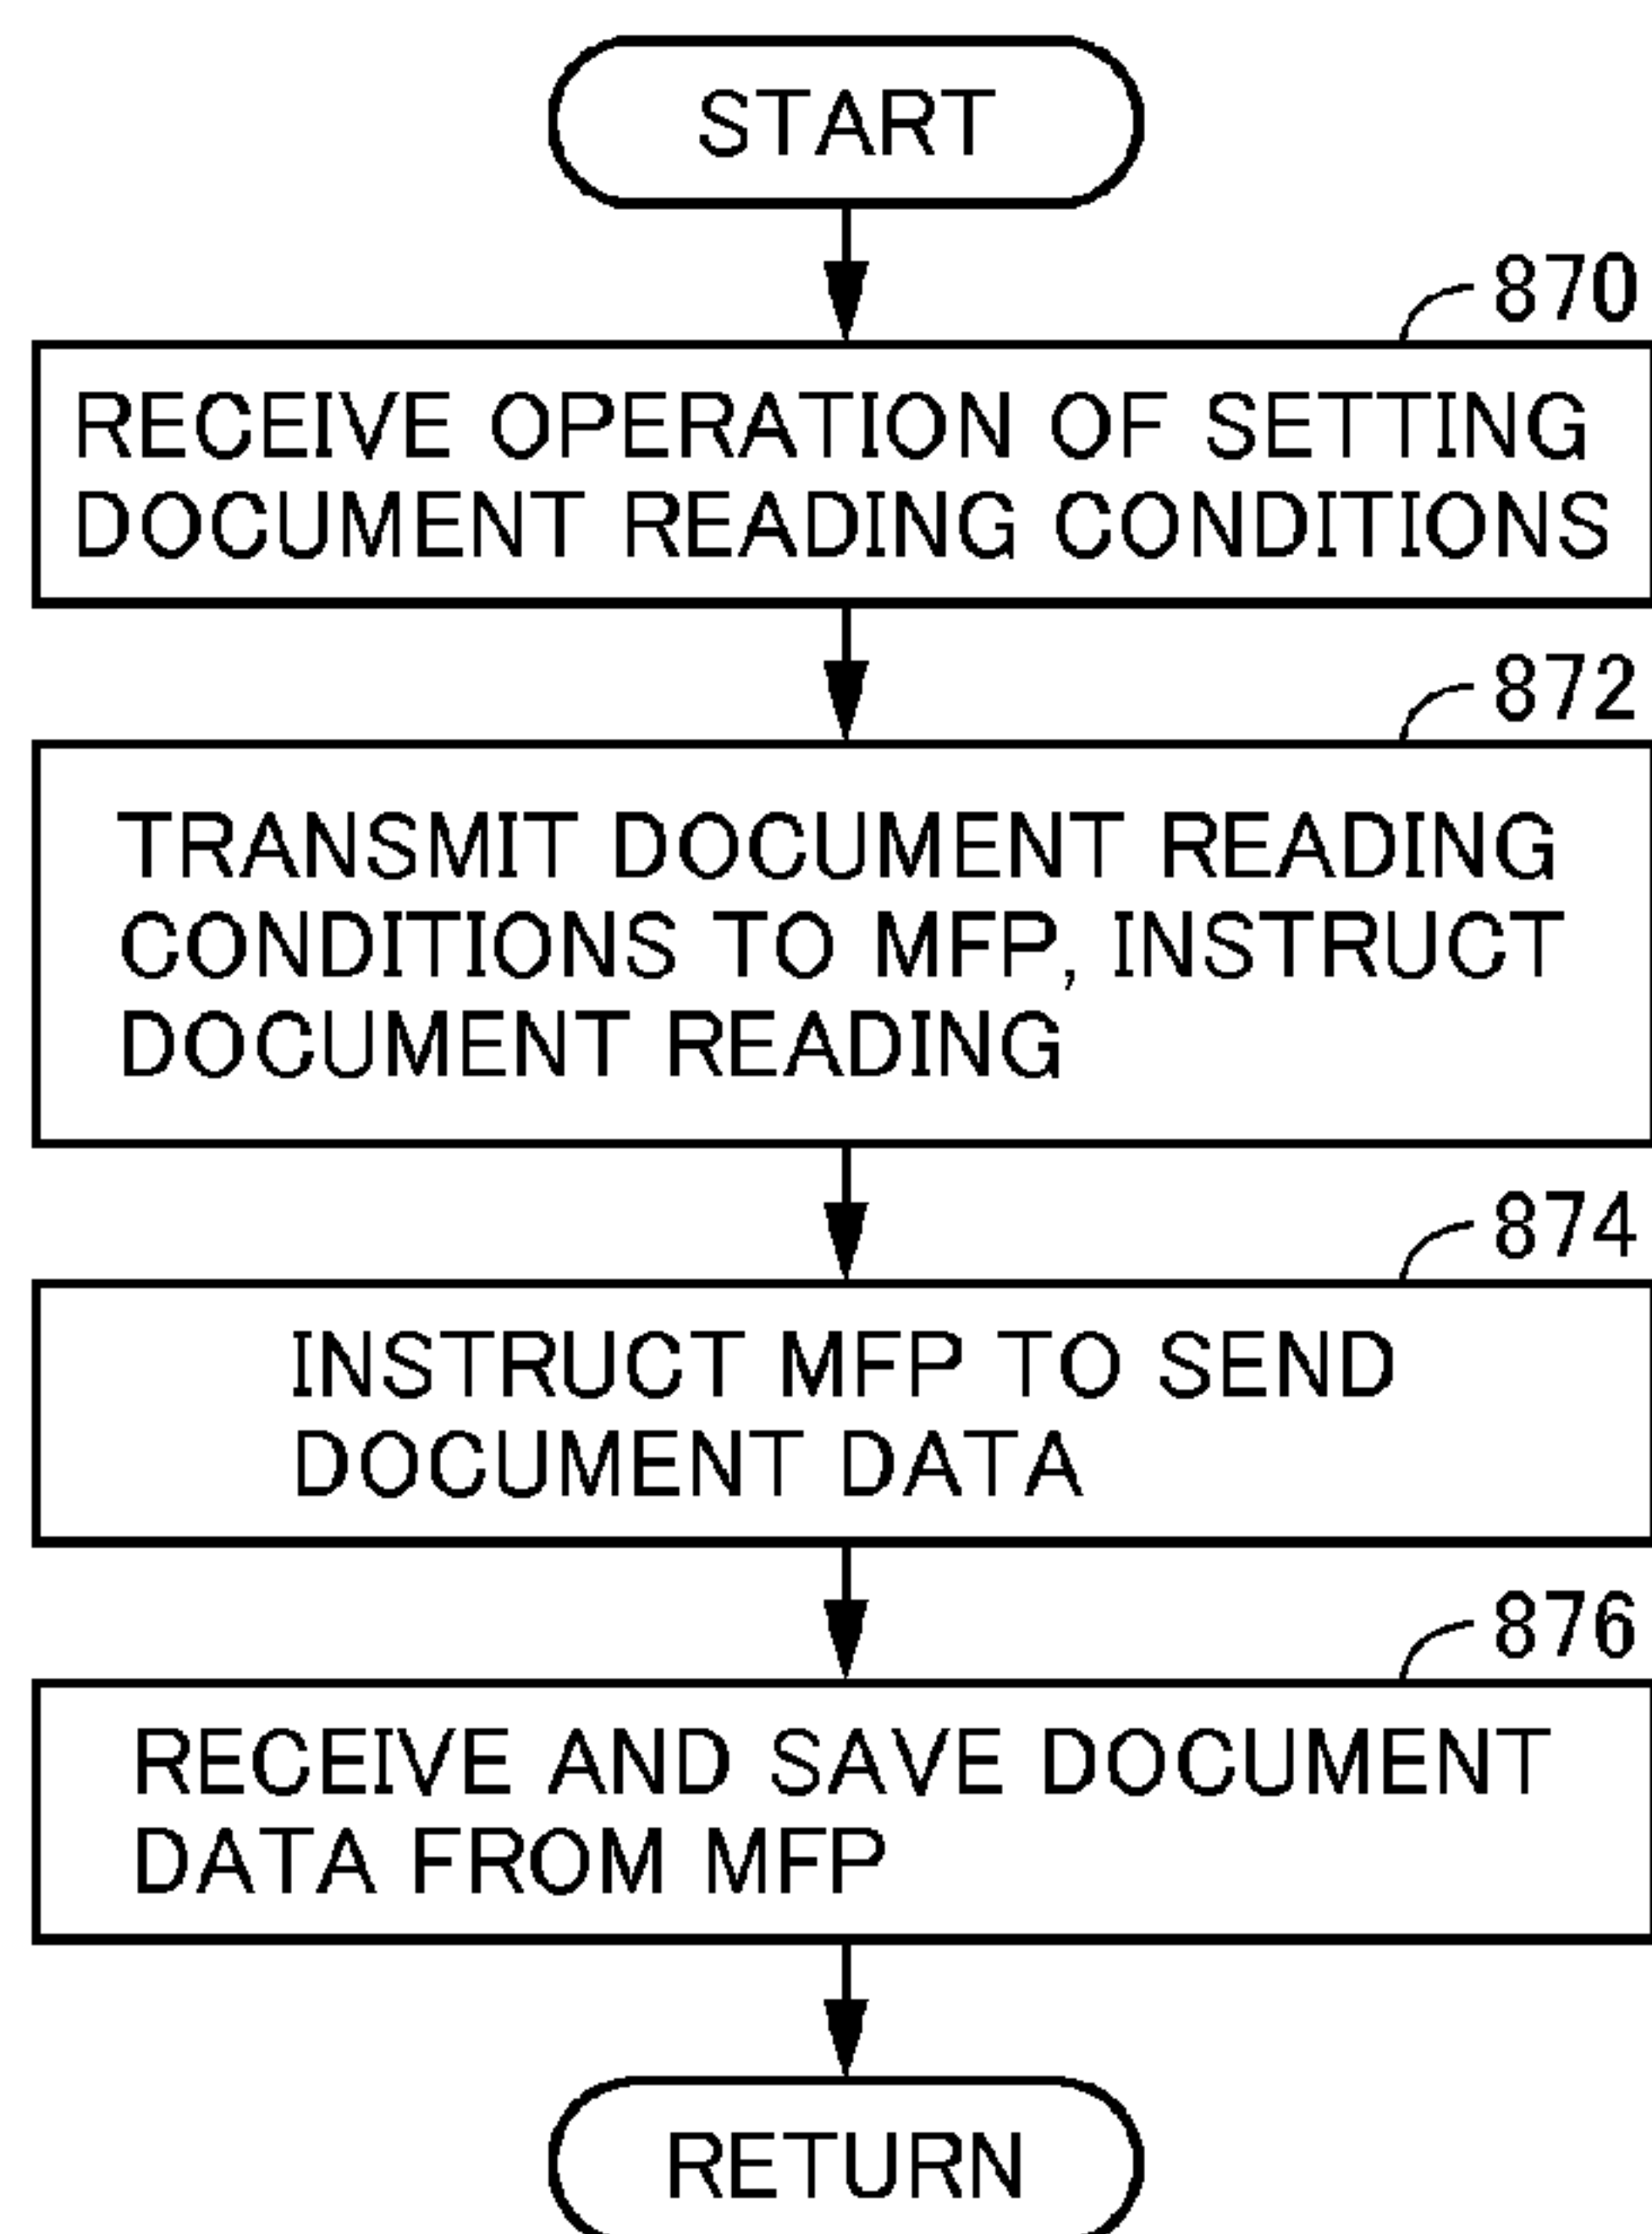 START
870
RECEIVE OPERATION OF SETTING
DOCUMENT READING CONDITIONS
872
TRANSMIT DOCUMENT READING
CONDITIONS TO MFP, INSTRUCT
DOCUMENT READING
874
INSTRUCT MFP TO SEND
DOCUMENT DATA
876
RECEIVE AND SAVE DOCUMENT
DATA FROM MFP
RETURN